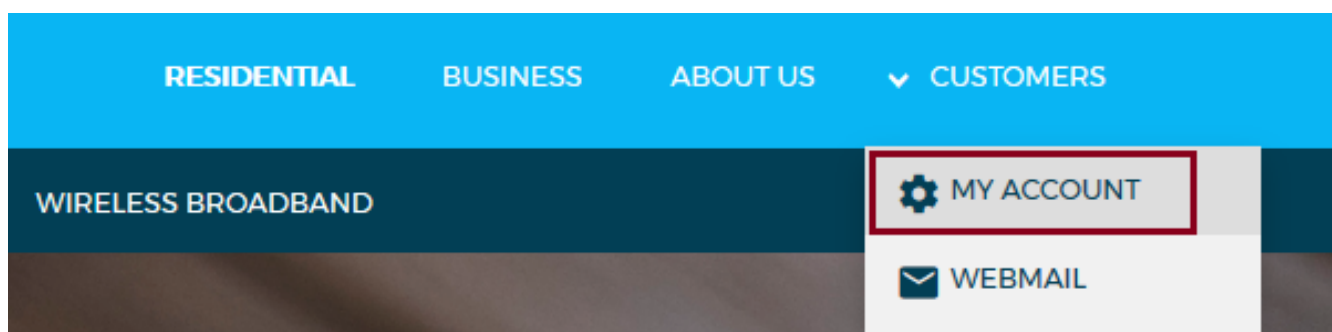 RESIDENTIAL BUSINESS ABOUT US CUSTOMERS
WIRELESS BROADBAND
MY ACCOUNT
WEBMAIL